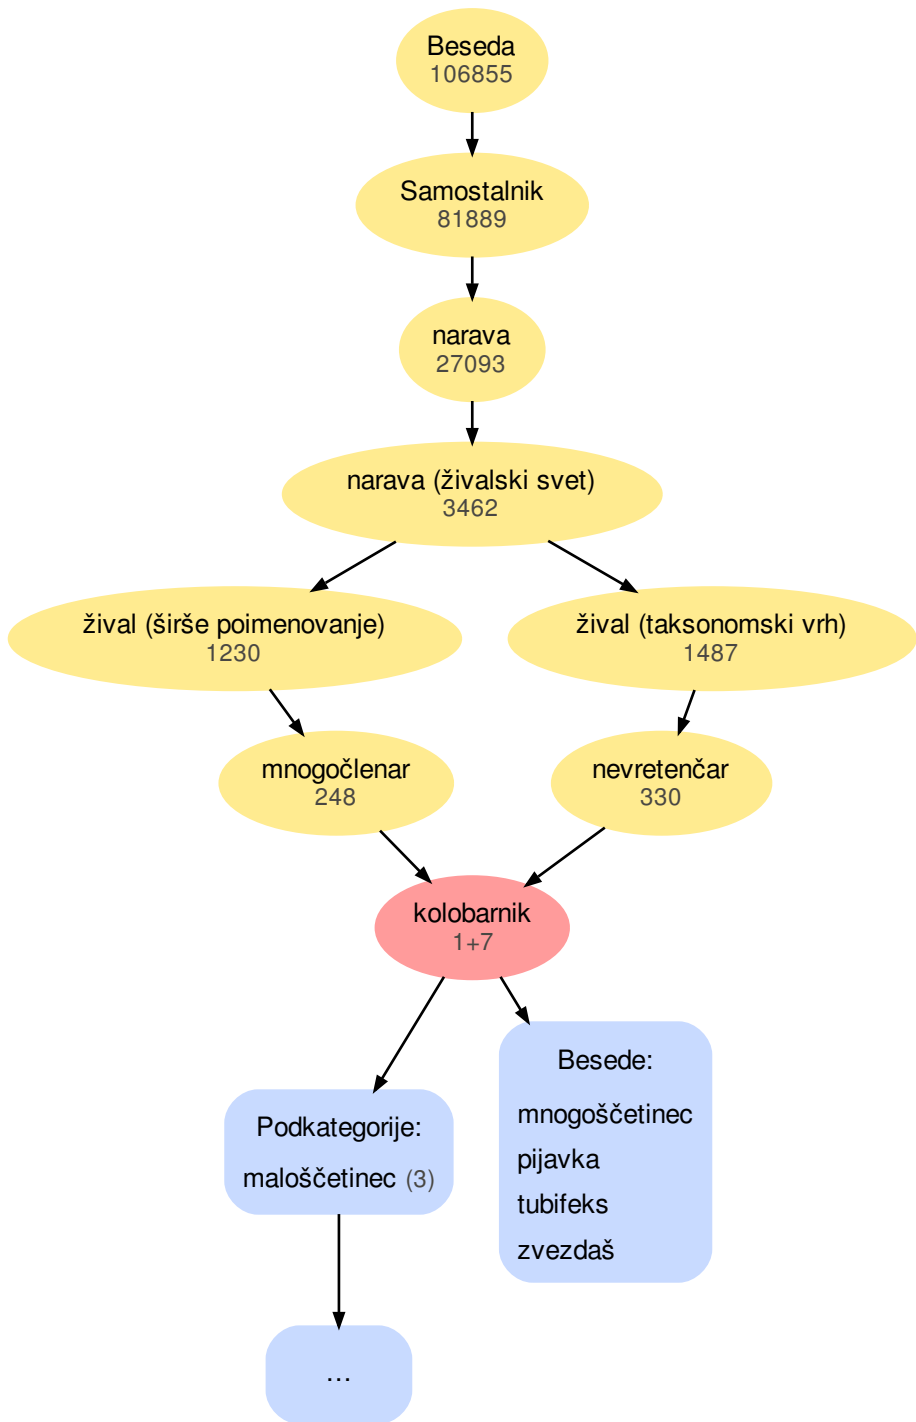 Beseda
106855
Samostalnik
81889
narava
27093
narava (živalski svet)
3462
žival (širše poimenovanje)
1230
žival (taksonomski vrh)
1487
mnogočlenar
248
nevretenčar
330
kolobarnik
1+7
Besede:
mnogoščetinec
pijavka
tubifeks
zvezdaš
Podkategorije:
maloščetinec (3)
...